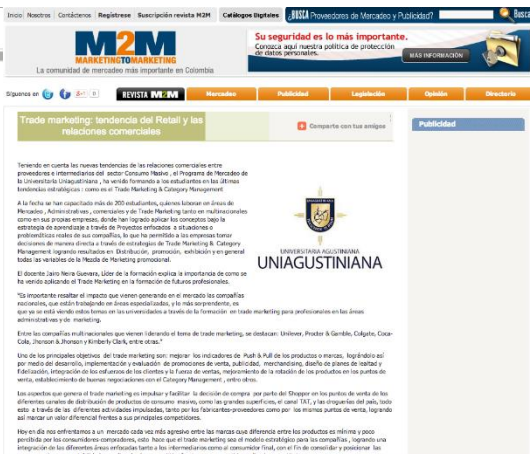 Inicio Nosotros Contáctenos Regístrese Suscripción revista M2M Catálogos Digitales ¿BUSCA Proveedores de Mercadeo y Publicidad? Busca
M2M
MARKETINGTOMARKETING
La comunidad de mercadeo más importante en Colombia
Su seguridad es lo más importante.
Conozca aquí nuestra política de protección
de datos personales.
MÁS INFORMACIÓN
Síguenos en
REVISTA M2M Mercadeo Publicidad Legislación Opinión Directorio
Trade marketing: tendencia del Retail y las
relaciones comerciales
Comparte con tus amigos
Publicidad
Teniendo en cuenta las nuevas tendencias de las relaciones comerciales entre
proveedores e intermediarios del sector Consumo Masivo , el Programa de Mercadeo de
la Universitaria Uniagustiniana , ha venido formando a los estudiantes en las últimas
tendencias estratégicas : como es el Trade Marketing & Category Management
A la fecha se han capacitado más de 200 estudiantes, quienes laboran en áreas de
Mercadeo , Administrativas , comerciales y de Trade Marketing tanto en multinacionales
como en sus propias empresas, donde han logrado aplicar los conceptos bajo la
estrategia de aprendizaje a través de Proyectos enfocados a situaciones o
problemáticas reales de sus compañías, lo que ha permitido a las empresas tomar
decisiones de manera directa a través de estrategias de Trade Marketing & Category
Management logrando resultados en Distribución, promoción, exhibición y en general
todas las variables de la Mezcla de Marketing promocional.
UNIVERSITARIA AGUSTINIANA
UNIAGUSTINIANA
El docente Jairo Neira Guevara, Líder de la formación explica la importancia de como se
ha venido aplicando el Trade Marketing en la formación de futuros profesionales.
"Es importante resaltar el impacto que vienen generando en el mercado las compañías
nacionales, que están trabajando en áreas especializadas, y lo más sorprendente, es
que ya se está viendo estos temas en las universidades a través de la formación en trade marketing para profesionales en las áreas
administrativas y de marketing.
Entre las compañías multinacionales que vienen liderando el tema de trade marketing, se destacan: Unilever, Procter & Gamble, Colgate, Coca-
Cola, Jhonson & Jhonson y Kimberly Clark, entre otras."
Uno de los principales objetivos del trade marketing son: mejorar los indicadores de Push & Pull de los productos o marcas, lográndolo así
por medio del desarrollo, implementación y evaluación de promociones de venta, publicidad, merchandising, diseño de planes de lealtad y
fidelización, integración de los esfuerzos de los clientes y la fuerza de ventas, mejoramiento de la rotación de los productos en los puntos de
venta, establecimiento de buenas negociaciones con el Category Management , entro otros.
Los aspectos que genera el trade marketing es impulsar y facilitar la decisión de compra por parte del Shopper en los puntos de venta de los
diferentes canales de distribución de productos de consumo masivo, como las grandes superficies, el canal TAT, y las droguerías del país, todo
esto a través de las diferentes actividades impulsadas, tanto por los fabricantes-proveedores como por los mismos puntos de venta, logrando
así marcar un valor diferencial frentes a sus principales competidores.
Hoy en día nos enfrentamos a un mercado cada vez más agresivo entre las marcas cuya diferencia entre los productos es mínima y poco
percibida por los consumidores-compradores, esto hace que el trade marketing sea el modelo estratégico para las compañías , logrando una
integración de las diferentes áreas enfocadas tanto a los intermediarios como al consumidor final, con el fin de consolidar y posicionar las